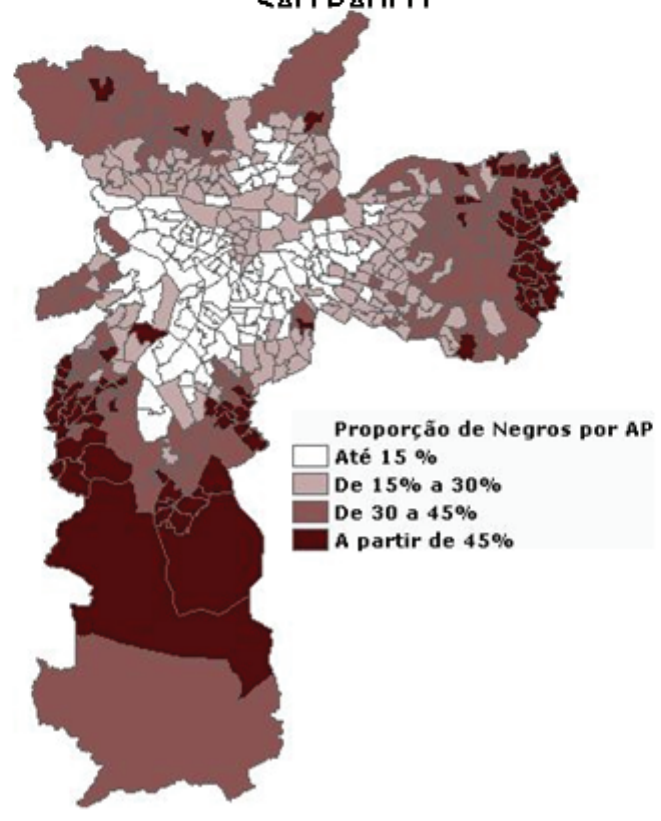 Proporção de Negros por AP
Até 15 %
De 15% a 30%
De 30 a 45%
A partir de 45%